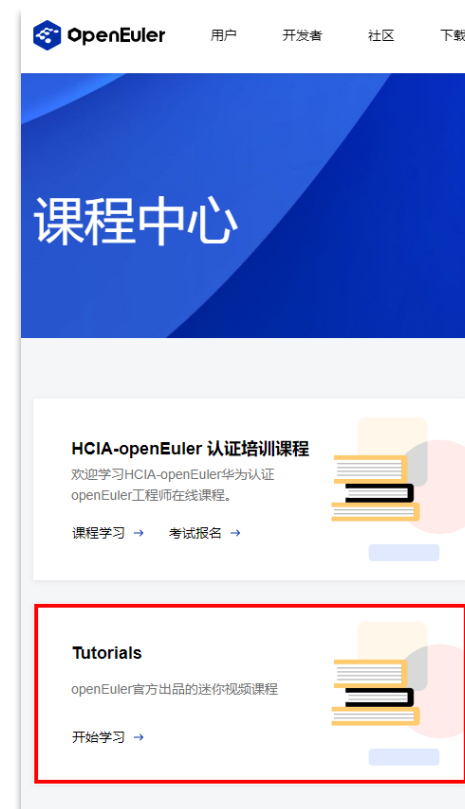 OpenEuler 用户 开发者 社区 下载
课程中心
HCIA-openEuler 认证培训课程
欢迎学习HCIA-openEuler华为认证
openEuler工程师在线课程。
课程学习 → 考试报名 →
Tutorials
openEuler官方出品的迷你视频课程
开始学习 →